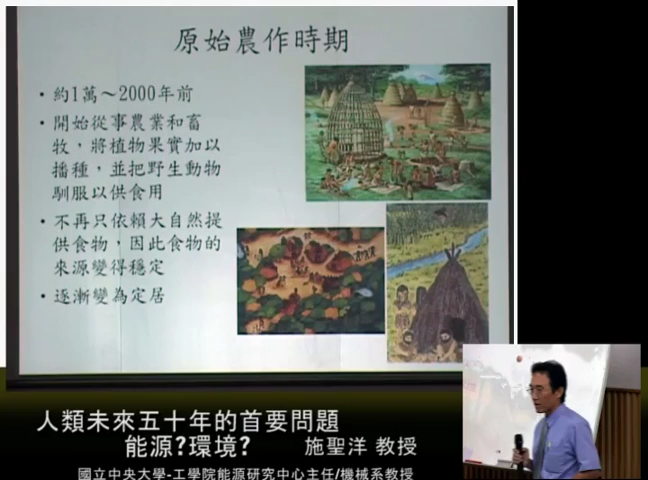 原始農作時期
• 約1萬～2000年前
• 開始從事農業和畜
牧，將植物果實加以
播種，並把野生動物
馴服以供食用
• 不再只依賴大自然提
供食物，因此食物的
來源變得穩定
• 逐漸變為定居
人類未來五十年的首要問題
能源?環境? 施聖洋 教授
國立中央大學-工學院能源研究中心主任/機械系教授